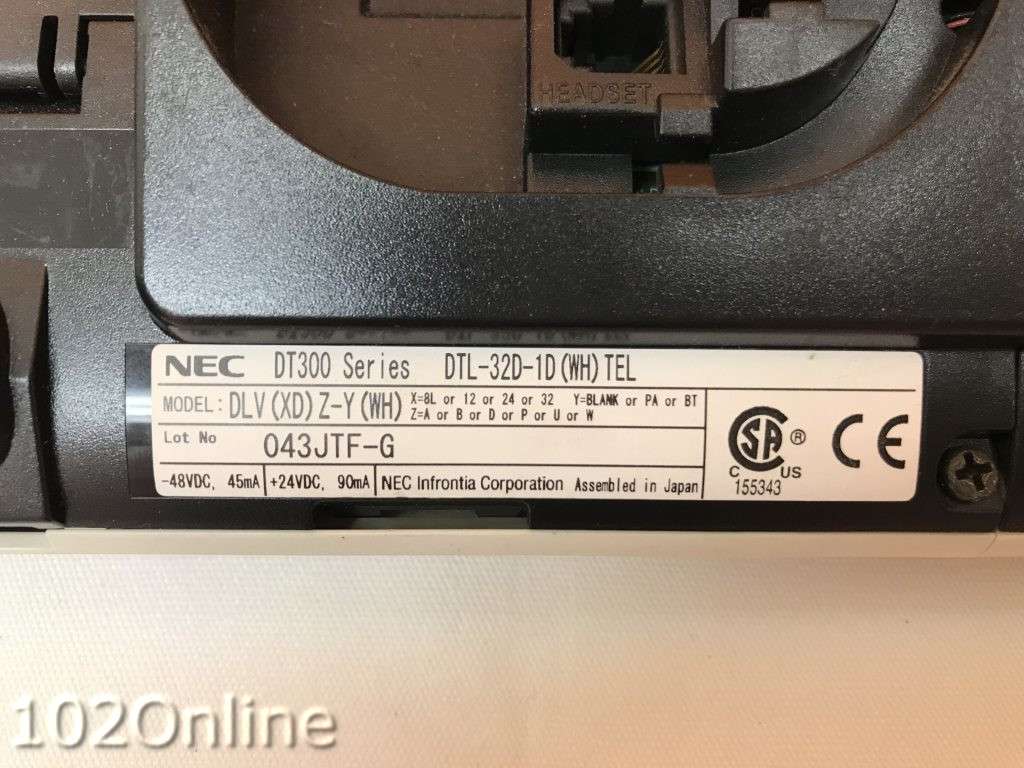 HEADSET
NEC DT300 Series DTL-32D-1D(WH)TEL
MODEL: DLV(XD)Z-Y(WH) X=8L or 12 or 24 or 32 Y=BLANK or PA or BT
Z=A or B or D or P or U or W
Lot No 043JTF-G
-48VDC, 45mA +24VDC, 90mA NEC Infrontia Corporation Assembled in Japan
SA ®
C US
155343
CE
102Online